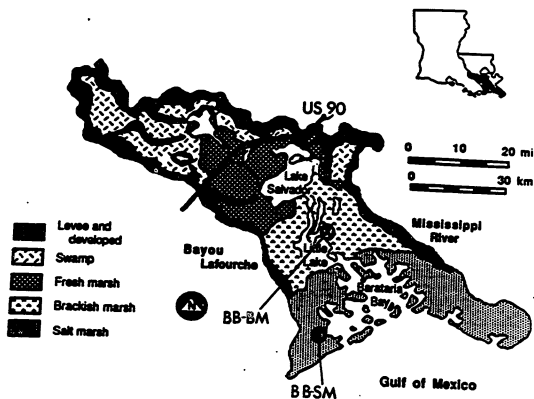 US 90
0 10 20 mi
0 30 km
Lake
Salvador
Mississippi
River
Levee and
developed
Swamp
Fresh marsh
Brackish marsh
Salt marsh
Bayou
Lafourche
Lake
Barataria
Bay
BB-BM
BB-SM
Gulf of Mexico